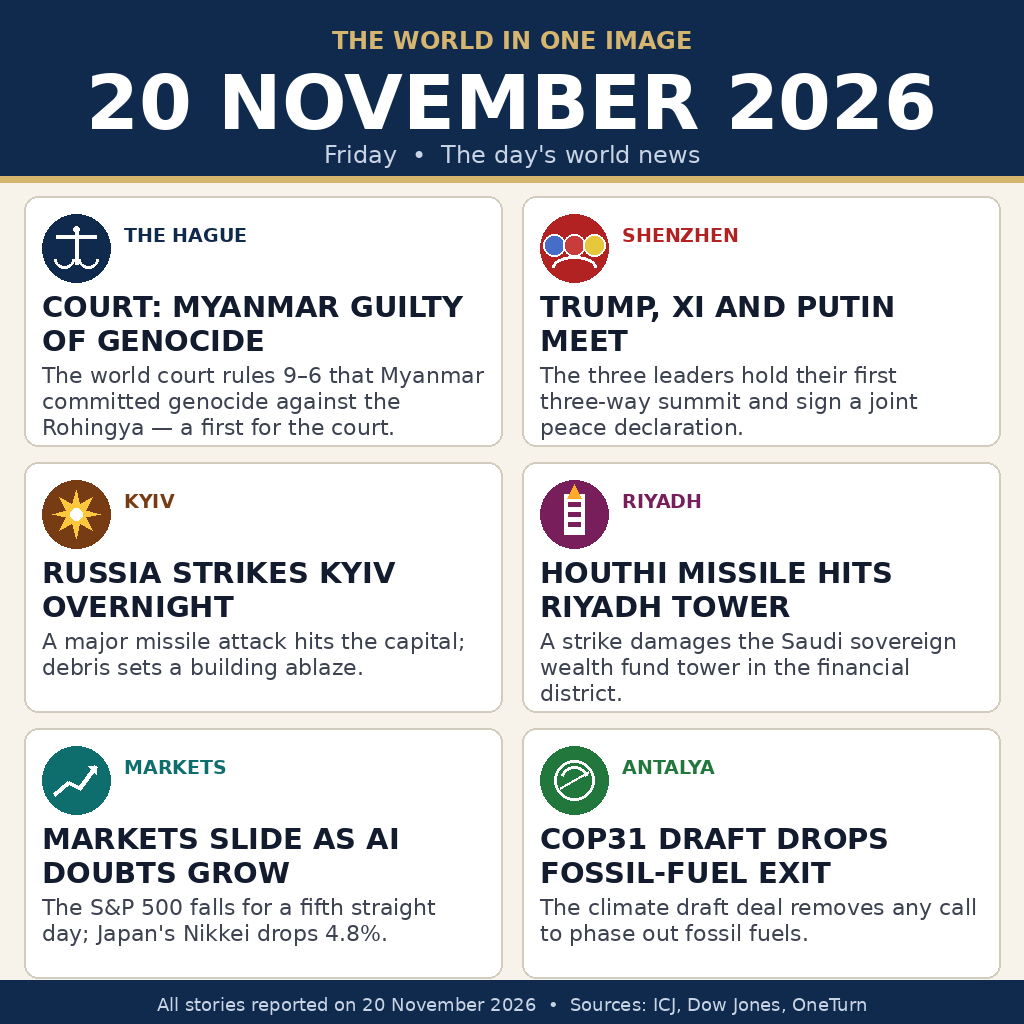 THE WORLD IN ONE IMAGE
20 NOVEMBER 2026
Friday • The day's world news
THE HAGUE
COURT: MYANMAR GUILTY
OF GENOCIDE
The world court rules 9–6 that Myanmar
committed genocide against the
Rohingya — a first for the court.
SHENZHEN
TRUMP, XI AND PUTIN
MEET
The three leaders hold their first
three-way summit and sign a joint
peace declaration.
KYIV
RUSSIA STRIKES KYIV
OVERNIGHT
A major missile attack hits the capital;
debris sets a building ablaze.
RIYADH
HOUTHI MISSILE HITS
RIYADH TOWER
A strike damages the Saudi sovereign
wealth fund tower in the financial
district.
MARKETS
MARKETS SLIDE AS AI
DOUBTS GROW
The S&P 500 falls for a fifth straight
day; Japan's Nikkei drops 4.8%.
ANTALYA
COP31 DRAFT DROPS
FOSSIL-FUEL EXIT
The climate draft deal removes any call
to phase out fossil fuels.
All stories reported on 20 November 2026 • Sources: ICJ, Dow Jones, OneTurn